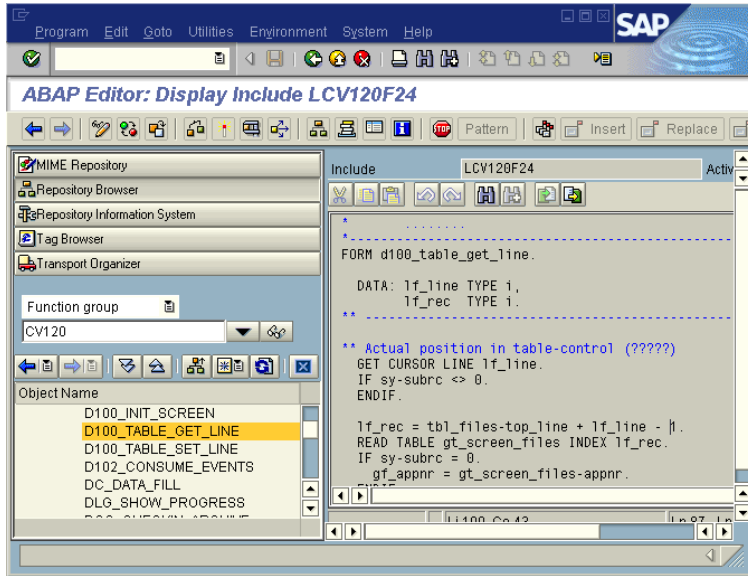 Program Edit Goto Utilities Environment System Help
SAP
ABAP Editor: Display Include LCV120F24
STOP Pattern Insert Replace
MIME Repository
Repository Browser
Repository Information System
Tag Browser
Transport Organizer
Function group
CV120
Object Name
D100_INIT_SCREEN
D100_TABLE_GET_LINE
D100_TABLE_SET_LINE
D102_CONSUME_EVENTS
DC_DATA_FILL
DLG_SHOW_PROGRESS
Include LCV120F24 Activ
* ........
*------------------------------------------------
FORM d100_table_get_line.
DATA: lf_line TYPE i,
lf_rec TYPE i.
** ----------------------------------------------
** Actual position in table-control (?????)
GET CURSOR LINE lf_line.
IF sy-subrc <> 0.
ENDIF.
lf_rec = tbl_files-top_line + lf_line - 1.
READ TABLE gt_screen_files INDEX lf_rec.
IF sy-subrc = 0.
gf_appnr = gt_screen_files-appnr.